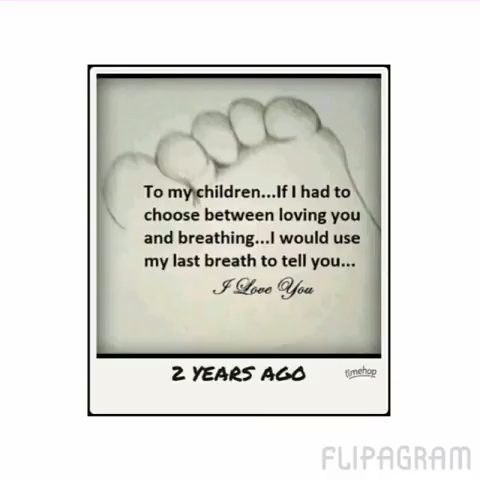 To my children...If I had to
choose between loving you
and breathing...I would use
my last breath to tell you...
I Love You
2 YEARS AGO
timehop
FLIPAGRAM